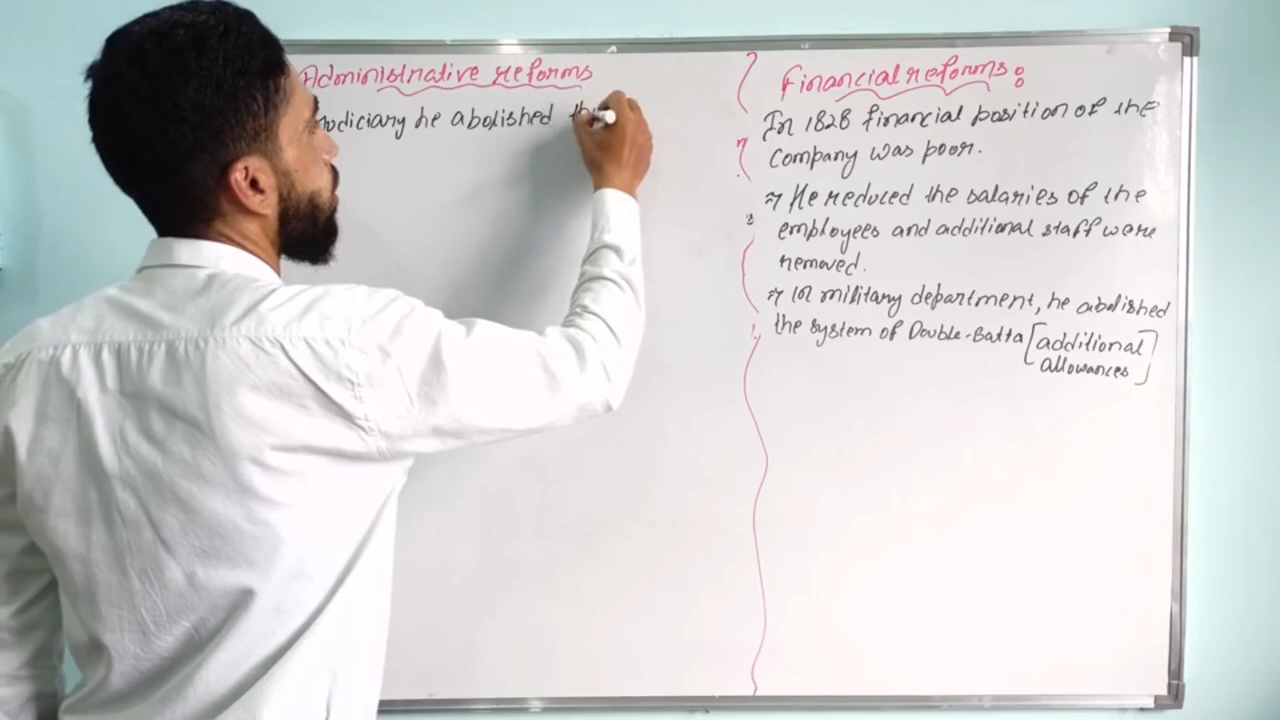 Administrative reforms
Judiciary he abolished the
Financial reforms:
In 1828 financial position of the
Company was poor.
→ He reduced the salaries of the
employees and additional staff were
removed.
→ In military department, he abolished
the system of Double-Batta [additional
allowances]